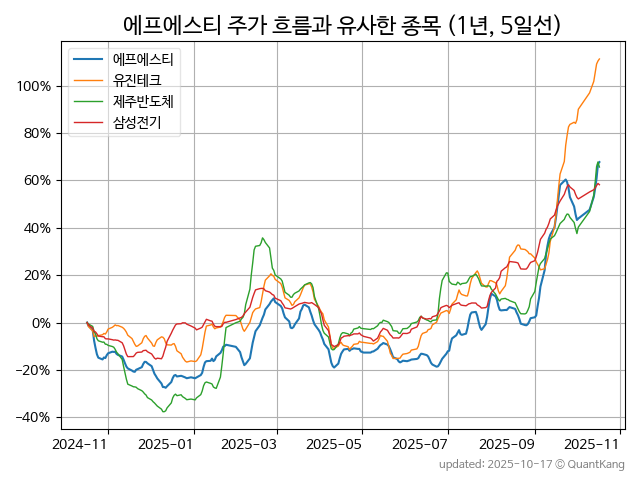 에프에스티 주가 흐름과 유사한 종목 (1년, 5일선)
에프에스티
유진테크
제주반도체
삼성전기
100%
80%
60%
40%
20%
0%
−20%
−40%
2024-11
2025-01
2025-03
2025-05
2025-07
2025-09
2025-11
updated: 2025-10-17 © QuantKang